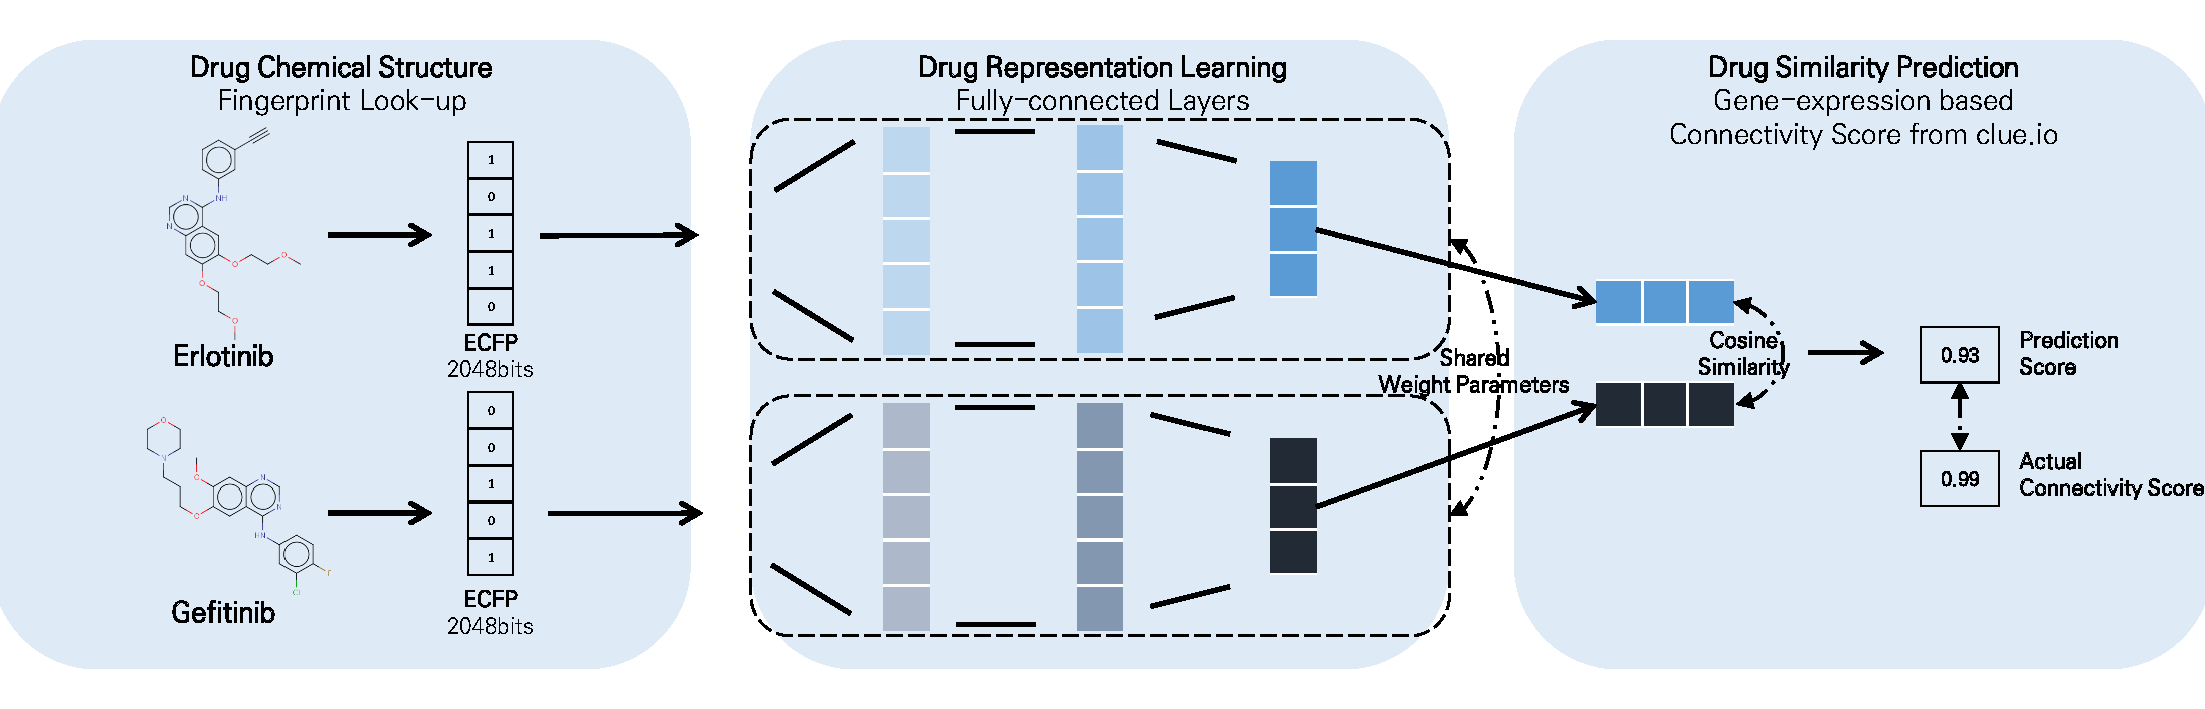 Drug Chemical Structure
Fingerprint Look-up
N
NH
N
O
O
O
O
Erlotinib
1
0
1
1
0
ECFP
2048bits
O
N
O
O
N
N
HN
F
Cl
Gefitinib
0
0
1
0
1
ECFP
2048bits
Drug Representation Learning
Fully-connected Layers
Shared
Weight Parameters
Drug Similarity Prediction
Gene-expression based
Connectivity Score from clue.io
Cosine
Similarity
0.93
Prediction
Score
0.99
Actual
Connectivity Score